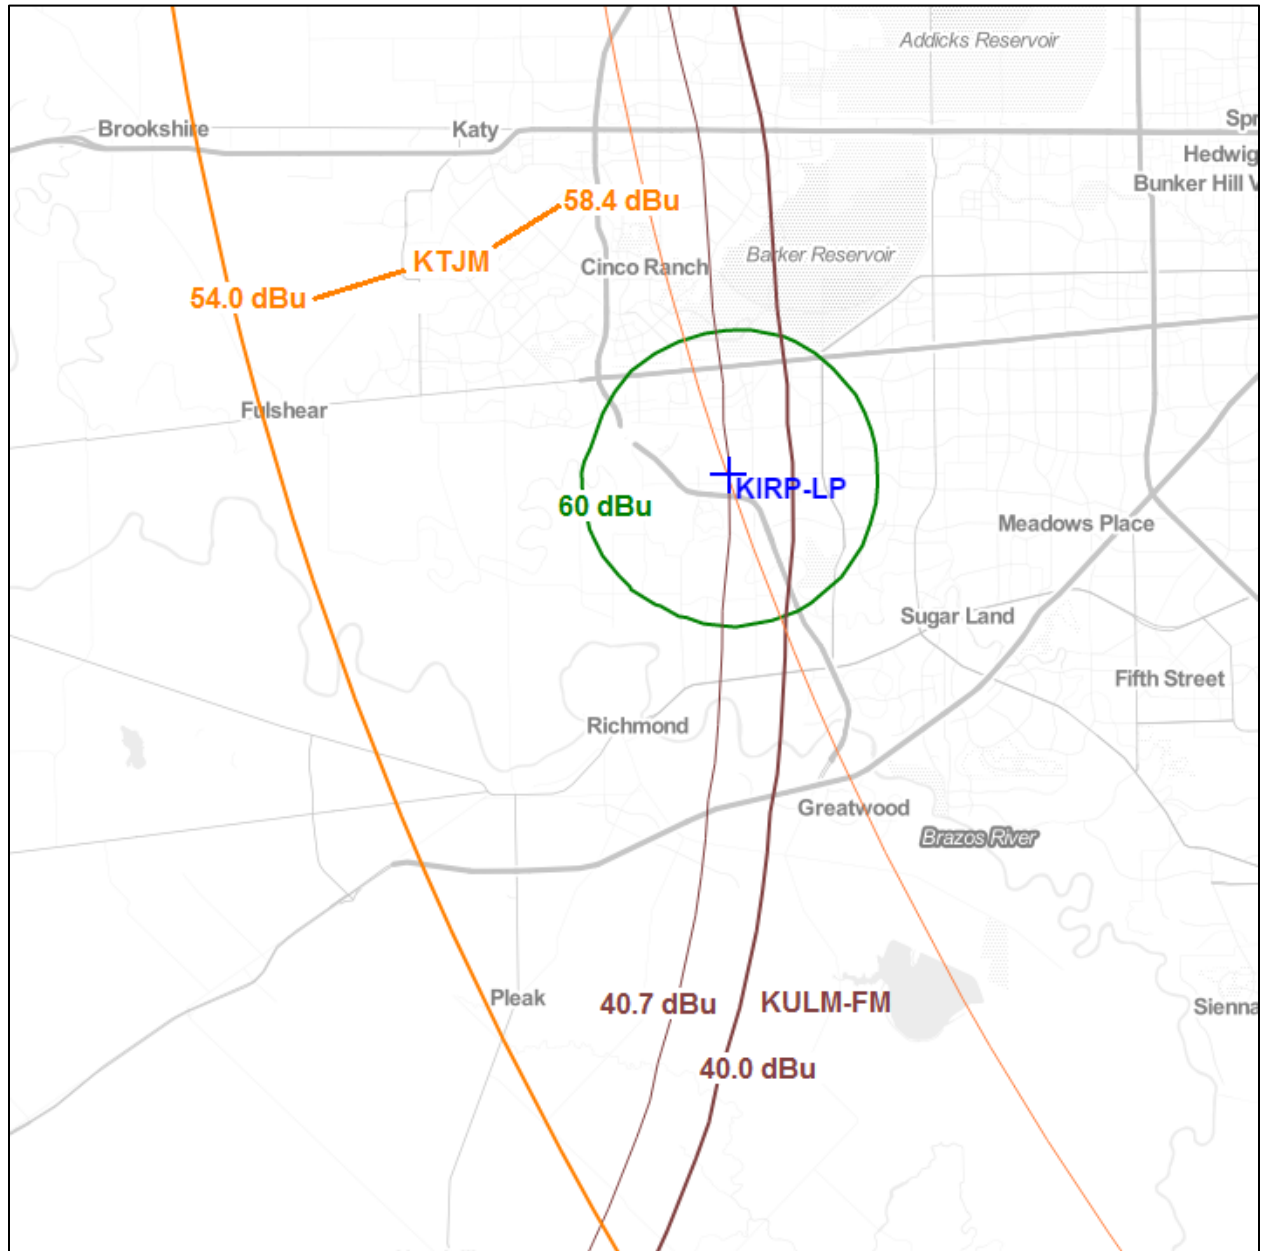 Addicks Reservoir
Spr
Brookshire
Katy
Hedwig
Bunker Hill V
58.4 dBu
Barker Reservoir
KTJM
Cinco Ranch
54.0 dBu
Fulshear
KIRP-LP
60 dBu
Meadows Place
Sugar Land
Fifth Street
Richmond
Greatwood
Brazos River
Pleak
40.7 dBu
KULM-FM
Sienna
40.0 dBu